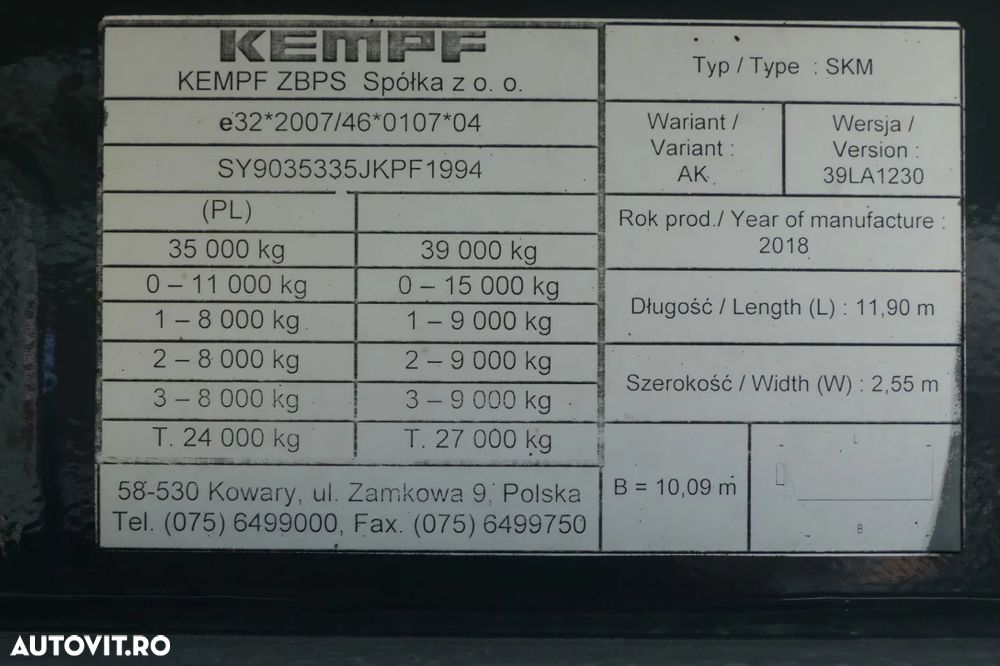 KEMPF
KEMPF ZBPS Spółka z o. o.
e32*2007/46*0107*04
SY9035335JKPF1994
(PL)
35 000 kg 39 000 kg
0 – 11 000 kg 0 – 15 000 kg
1 – 8 000 kg 1 – 9 000 kg
2 – 8 000 kg 2 – 9 000 kg
3 – 8 000 kg 3 – 9 000 kg
T. 24 000 kg T. 27 000 kg
58-530 Kowary, ul. Zamkowa 9, Polska
Tel. (075) 6499000, Fax. (075) 6499750
Typ / Type : SKM
Wariant /
Variant :
AK
Wersja /
Version :
39LA1230
Rok prod./ Year of manufacture :
2018
Długość / Length (L) : 11,90 m
Szerokość / Width (W) : 2,55 m
B = 10,09 m
L
B
AUTOVIT.RO